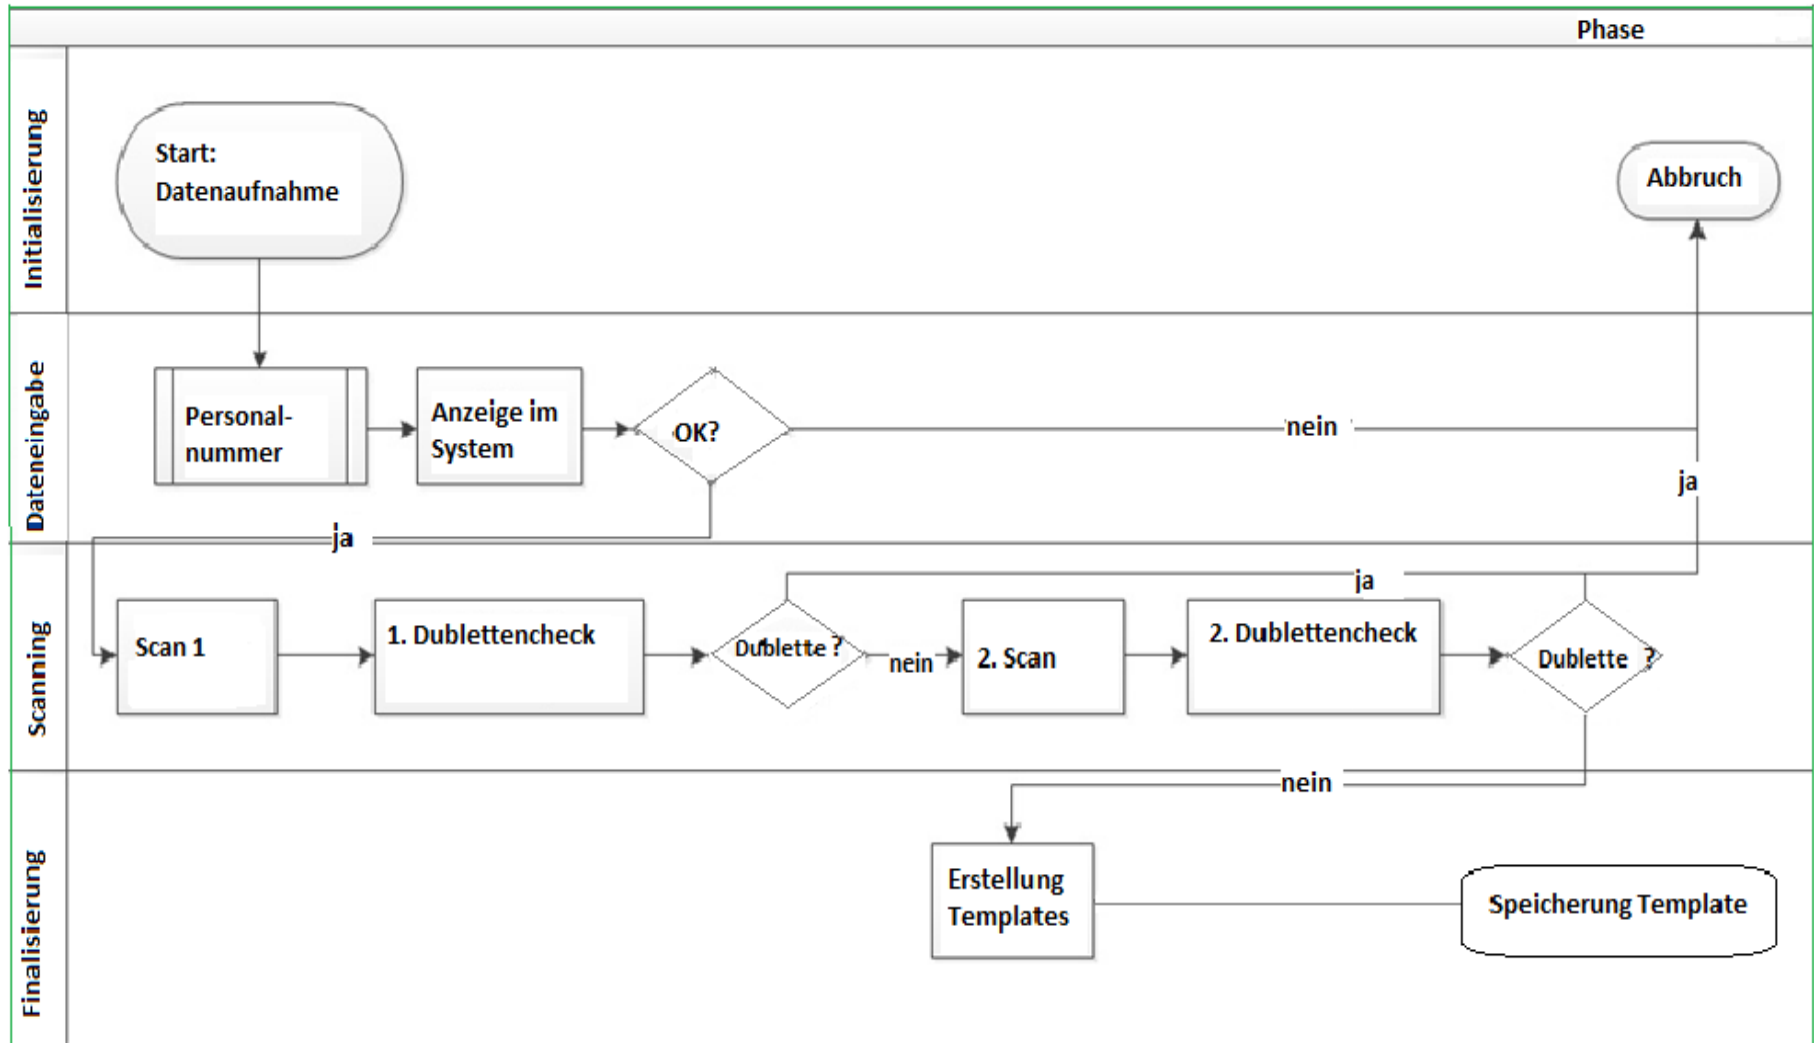 Phase
Initialisierung
Start:
Datenaufnahme
Abbruch
Dateneingabe
Personal-
nummer
Anzeige im
System
OK?
nein
ja
ja
Scanning
ja
Scan 1
1. Dublettencheck
Dublette ?
nein
2. Scan
2. Dublettencheck
Dublette ?
nein
Finalisierung
Erstellung
Templates
Speicherung Template